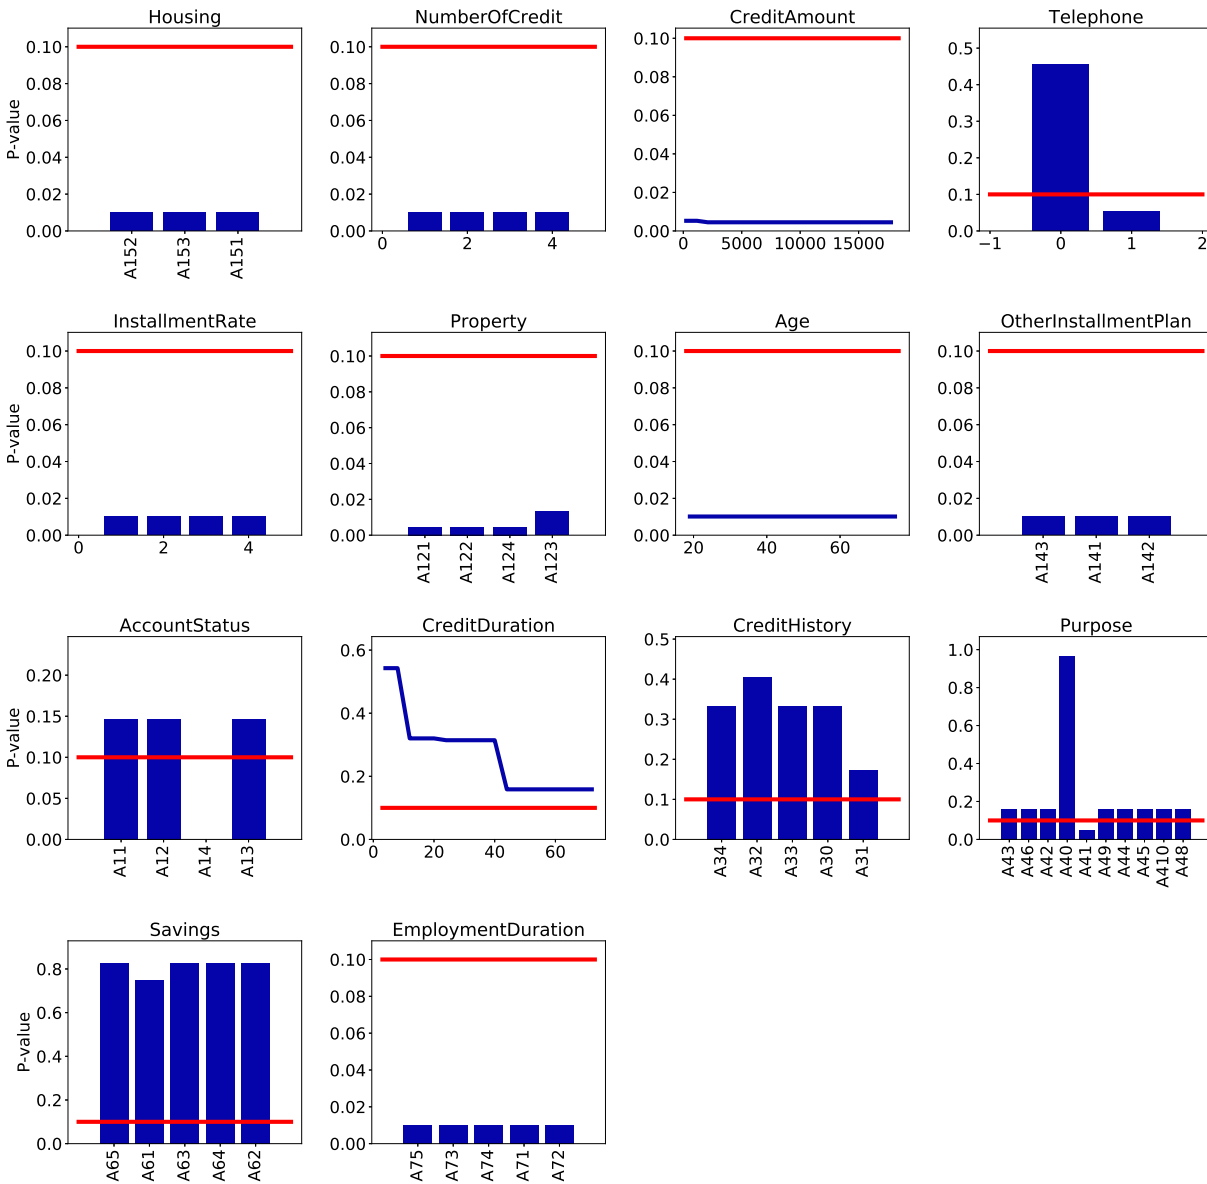 Housing
NumberOfCredit
CreditAmount
Telephone
P-value
0.10
0.08
0.06
0.04
0.02
0.00
A152
A153
A151
0.10
0.08
0.06
0.04
0.02
0.00
0
2
4
0.10
0.08
0.06
0.04
0.02
0.00
0
5000
10000
15000
0.5
0.4
0.3
0.2
0.1
0.0
−1
0
1
2
InstallmentRate
Property
Age
OtherInstallmentPlan
P-value
0.10
0.08
0.06
0.04
0.02
0.00
0
2
4
0.10
0.08
0.06
0.04
0.02
0.00
A121
A122
A124
A123
0.10
0.08
0.06
0.04
0.02
0.00
20
40
60
0.10
0.08
0.06
0.04
0.02
0.00
A143
A141
A142
AccountStatus
CreditDuration
CreditHistory
Purpose
P-value
0.20
0.15
0.10
0.05
0.00
A11
A12
A14
A13
0.6
0.4
0.2
0.0
0
20
40
60
0.5
0.4
0.3
0.2
0.1
0.0
A34
A32
A33
A30
A31
1.0
0.8
0.6
0.4
0.2
0.0
A43
A46
A42
A40
A41
A49
A44
A45
A410
A48
Savings
EmploymentDuration
P-value
0.8
0.6
0.4
0.2
0.0
A65
A61
A63
A64
A62
0.10
0.08
0.06
0.04
0.02
0.00
A75
A73
A74
A71
A72